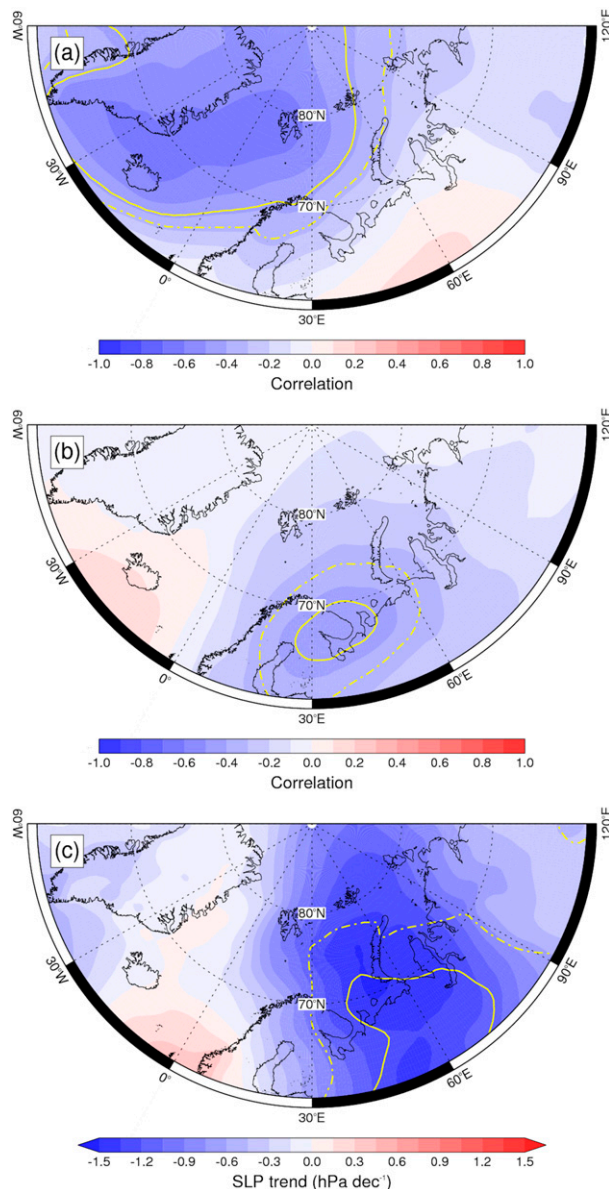 (a)
60°W
120°E
80°N
70°N
30°W
90°E
0°
60°E
30°E
-1.0 -0.8 -0.6 -0.4 -0.2 0.0 0.2 0.4 0.6 0.8 1.0
Correlation
(b)
60°W
120°E
80°N
70°N
30°W
90°E
0°
60°E
30°E
-1.0 -0.8 -0.6 -0.4 -0.2 0.0 0.2 0.4 0.6 0.8 1.0
Correlation
(c)
60°W
120°E
80°N
70°N
30°W
90°E
0°
60°E
30°E
-1.5 -1.2 -0.9 -0.6 -0.3 0.0 0.3 0.6 0.9 1.2 1.5
SLP trend (hPa dec⁻¹)